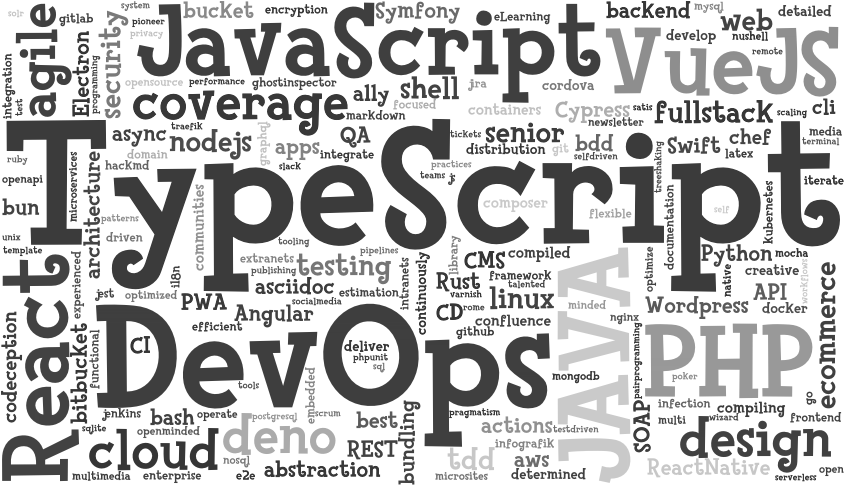 solr
system
pioneer
privacy
bucket
encryption
Symfony
eLearning
backend
mysql
web
detailed
gitlab
agile
Electron
programming
security
JavaScript
VueJS
develop
nushell
remote
integration
test
opensource
performance
ghostinspector
jra
cordova
coverage
ally
shell
focused
markdown
containers
Cypress
satis
newsletter
fullstack
scaling
cli
async
traefik
nodejs
graphql
apps
QA
integrate
slack
tickets
senior
distribution
git
bdd
selfdriven
Swift
chef
latex
media
terminal
ruby
openapi
bun
domain
hacKmd
microservices
architecture
TypeScript
practices
teams
jr
treeshaking
iterate
composer
flexible
self
documentation
kubernetes
unix
template
patterns
driven
communities
tooling
extranets
publishing
pipelines
testing
intranets
continuously
library
CMS
compiled
Rust
framework
talented
optimize
Python
native
mocha
creative
workflows
React
experienced
jest
optimized
i18n
PWA
asciidoc
socialmedia
estimation
varnish
linux
CD
rome
confluence
github
minded
nginx
Wordpress
API
docker
ecommerce
codeception
bitbucket
functional
efficient
Angular
DevOps
CI
deliver
phpunit
sql
tools
embedded
mongodb
JAVA
pairprogramming
PHP
poker
go
jenkins
bash
operate
postgresql
scrum
best
bundling
pragmatism
actions
testdriven
infografik
SOAP
infection
compiling
multi
wizard
frontend
sqlite
openminded
cloud
nosql
deno
REST
tdd
aws
design
multimedia
enterprise
e2e
abstraction
microsites
determined
ReactNative
serverless
open